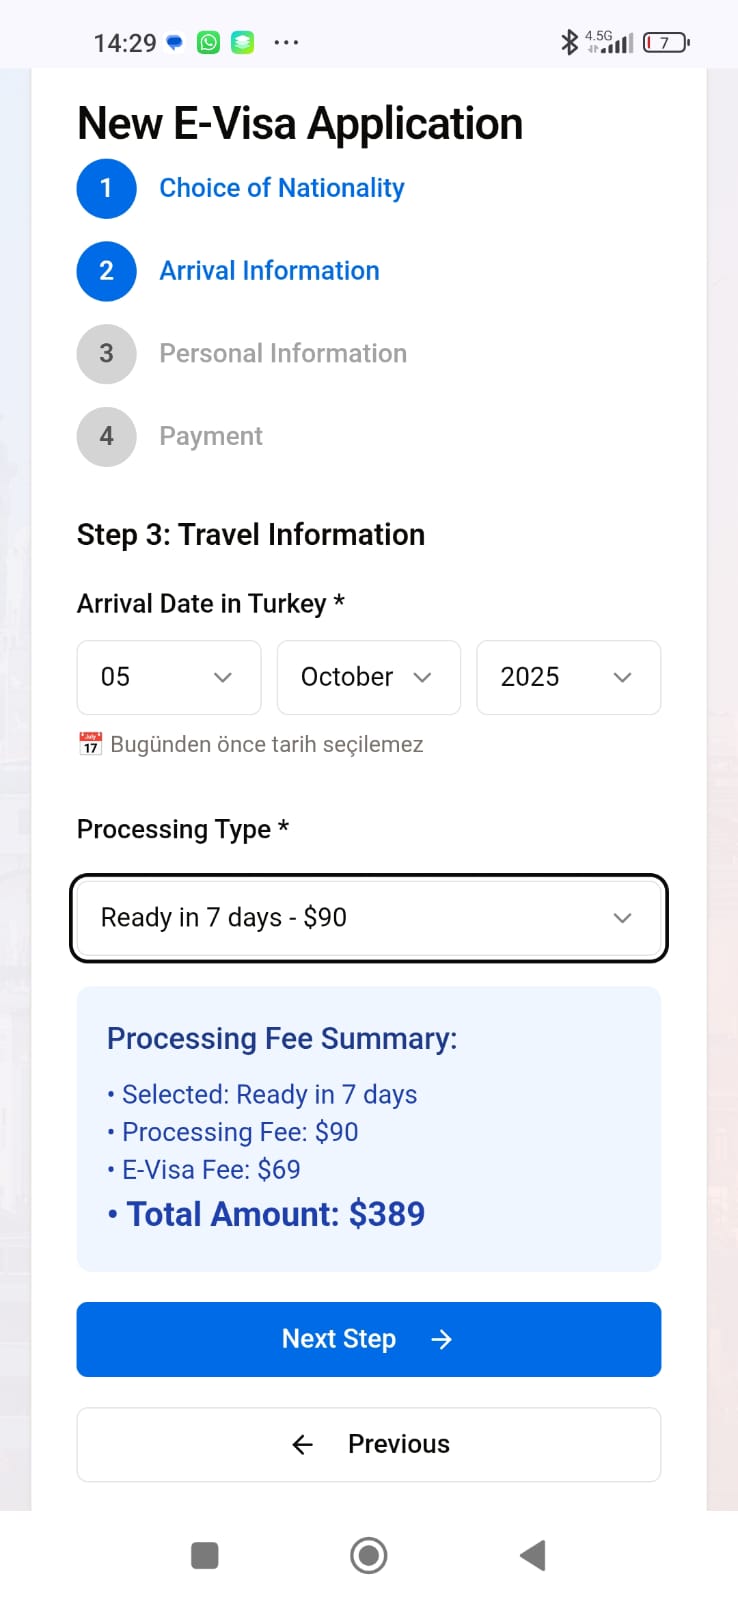 14:29
4.5G
7
New E-Visa Application
1 Choice of Nationality
2 Arrival Information
3 Personal Information
4 Payment
Step 3: Travel Information
Arrival Date in Turkey *
05 October 2025
July 17 Bugünden önce tarih seçilemez
Processing Type *
Ready in 7 days - $90
Processing Fee Summary:
• Selected: Ready in 7 days
• Processing Fee: $90
• E-Visa Fee: $69
• Total Amount: $389
Next Step →
← Previous